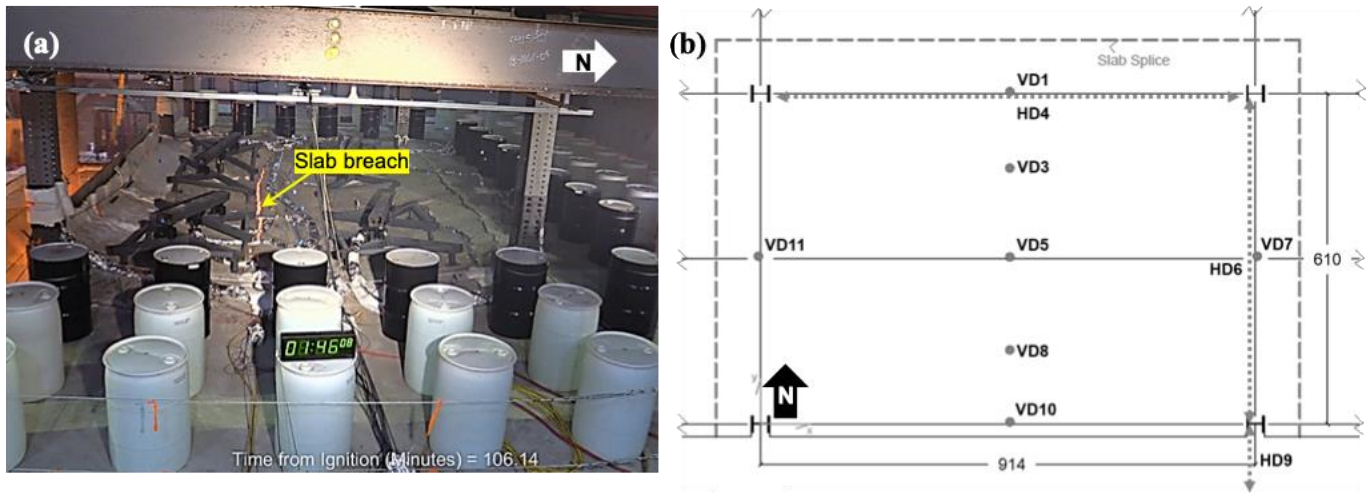 (a)
N
Slab breach
01:46 08
Time from Ignition (Minutes) = 106.14
(b)
Slab Splice
VD1
HD4
VD3
VD11
VD5
VD7
HD6
610
VD8
y
N
VD10
x
914
HD9